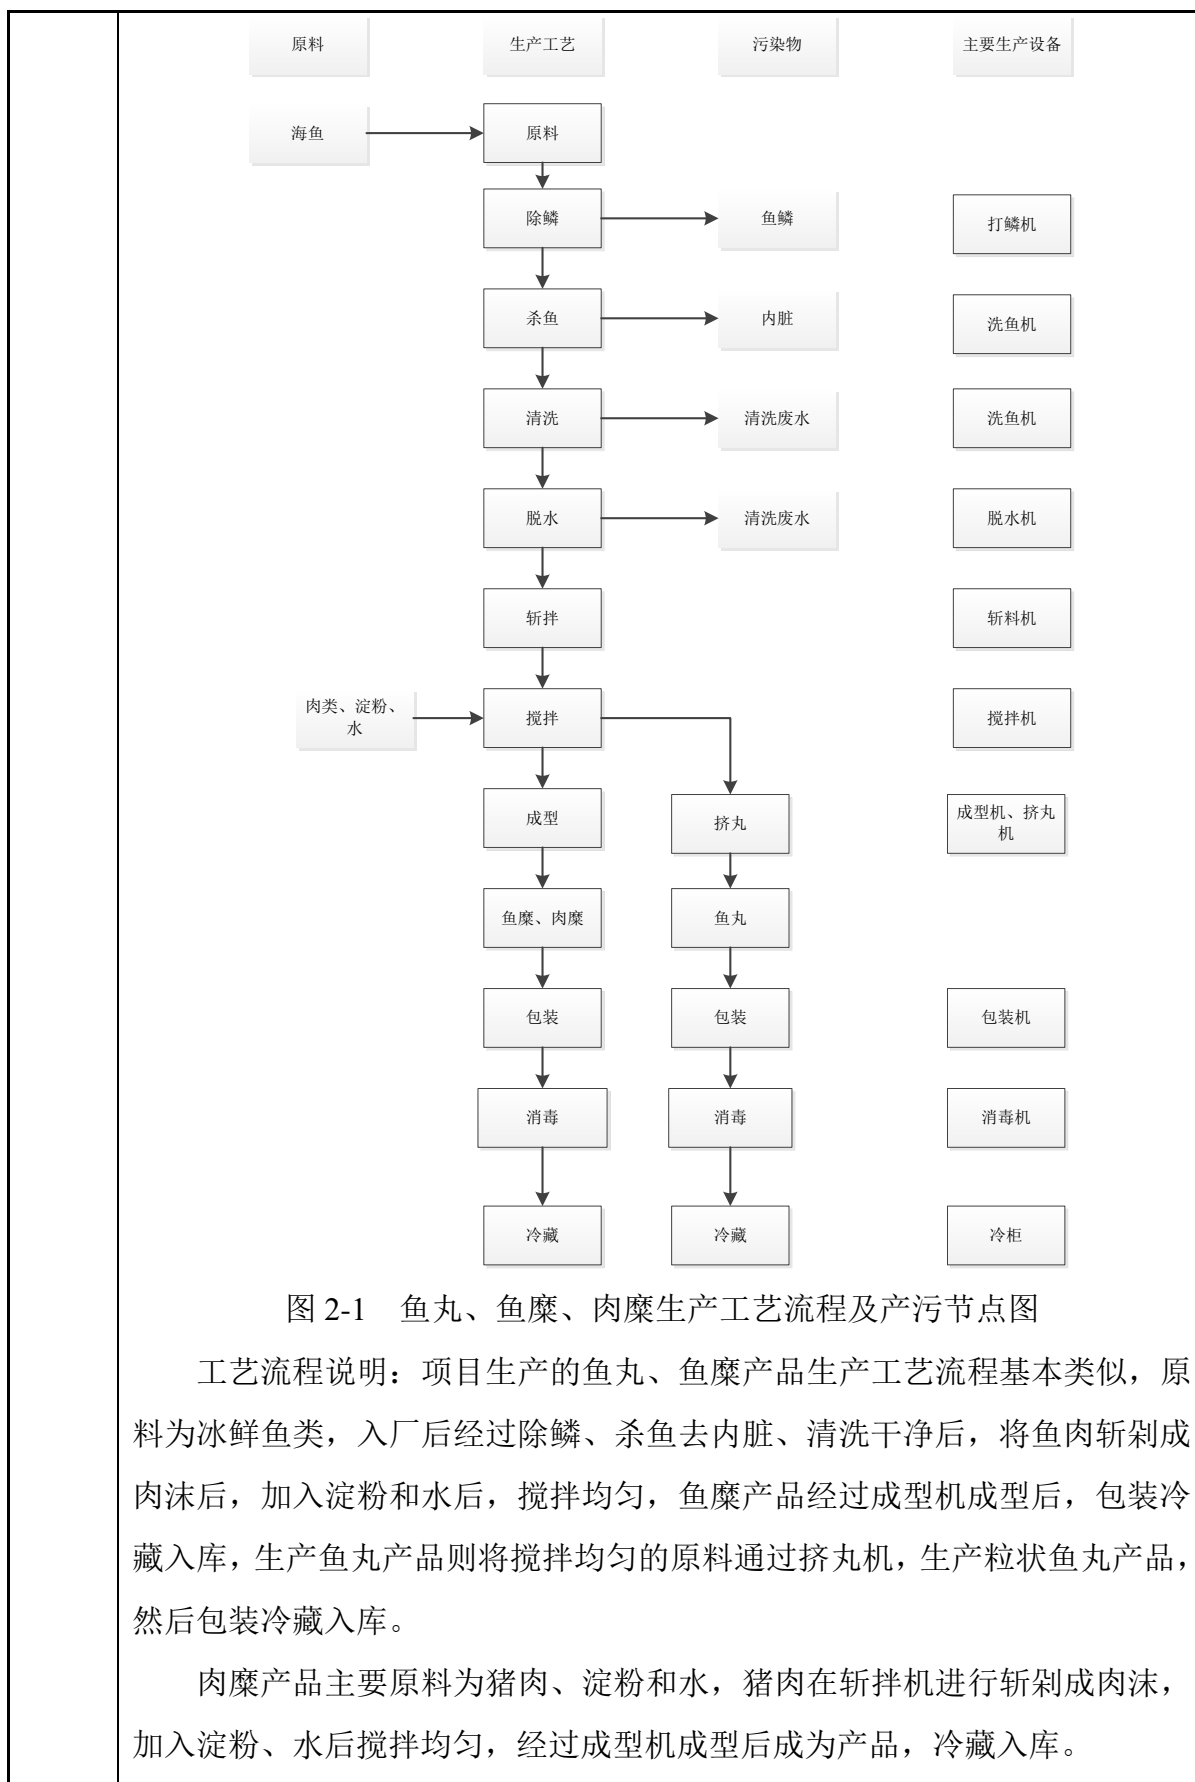 原料 生产工艺 污染物 主要生产设备
海鱼 原料
除鳞 鱼鳞 打鳞机
杀鱼 内脏 洗鱼机
清洗 清洗废水 洗鱼机
脱水 清洗废水 脱水机
斩拌 斩料机
肉类、淀粉、
水
搅拌 搅拌机
成型 挤丸
成型机、挤丸
机
鱼糜、肉糜 鱼丸
包装 包装 包装机
消毒 消毒 消毒机
冷藏 冷藏 冷柜
图 2-1 鱼丸、鱼糜、肉糜生产工艺流程及产污节点图
工艺流程说明：项目生产的鱼丸、鱼糜产品生产工艺流程基本类似，原
料为冰鲜鱼类，入厂后经过除鳞、杀鱼去内脏、清洗干净后，将鱼肉斩剁成
肉沫后，加入淀粉和水后，搅拌均匀，鱼糜产品经过成型机成型后，包装冷
藏入库，生产鱼丸产品则将搅拌均匀的原料通过挤丸机，生产粒状鱼丸产品，
然后包装冷藏入库。
肉糜产品主要原料为猪肉、淀粉和水，猪肉在斩拌机进行斩剁成肉沫，
加入淀粉、水后搅拌均匀，经过成型机成型后成为产品，冷藏入库。